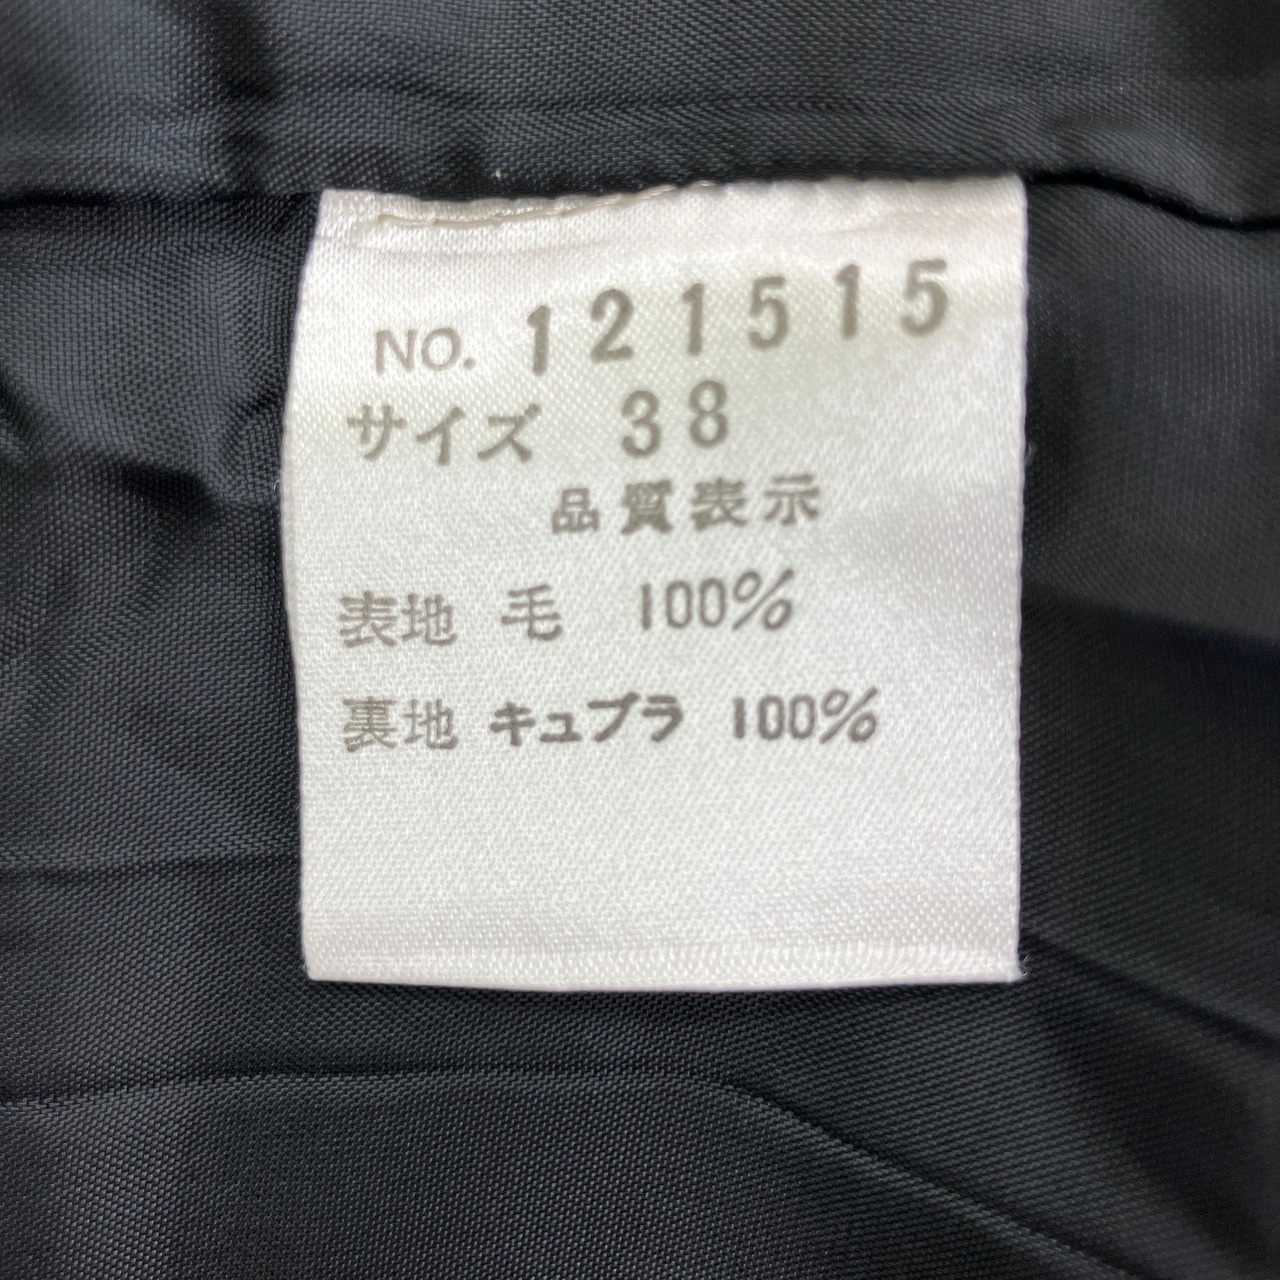 NO. 121515
サイズ 38
品質表示
表地 毛 100%
裏地 キュプラ 100%